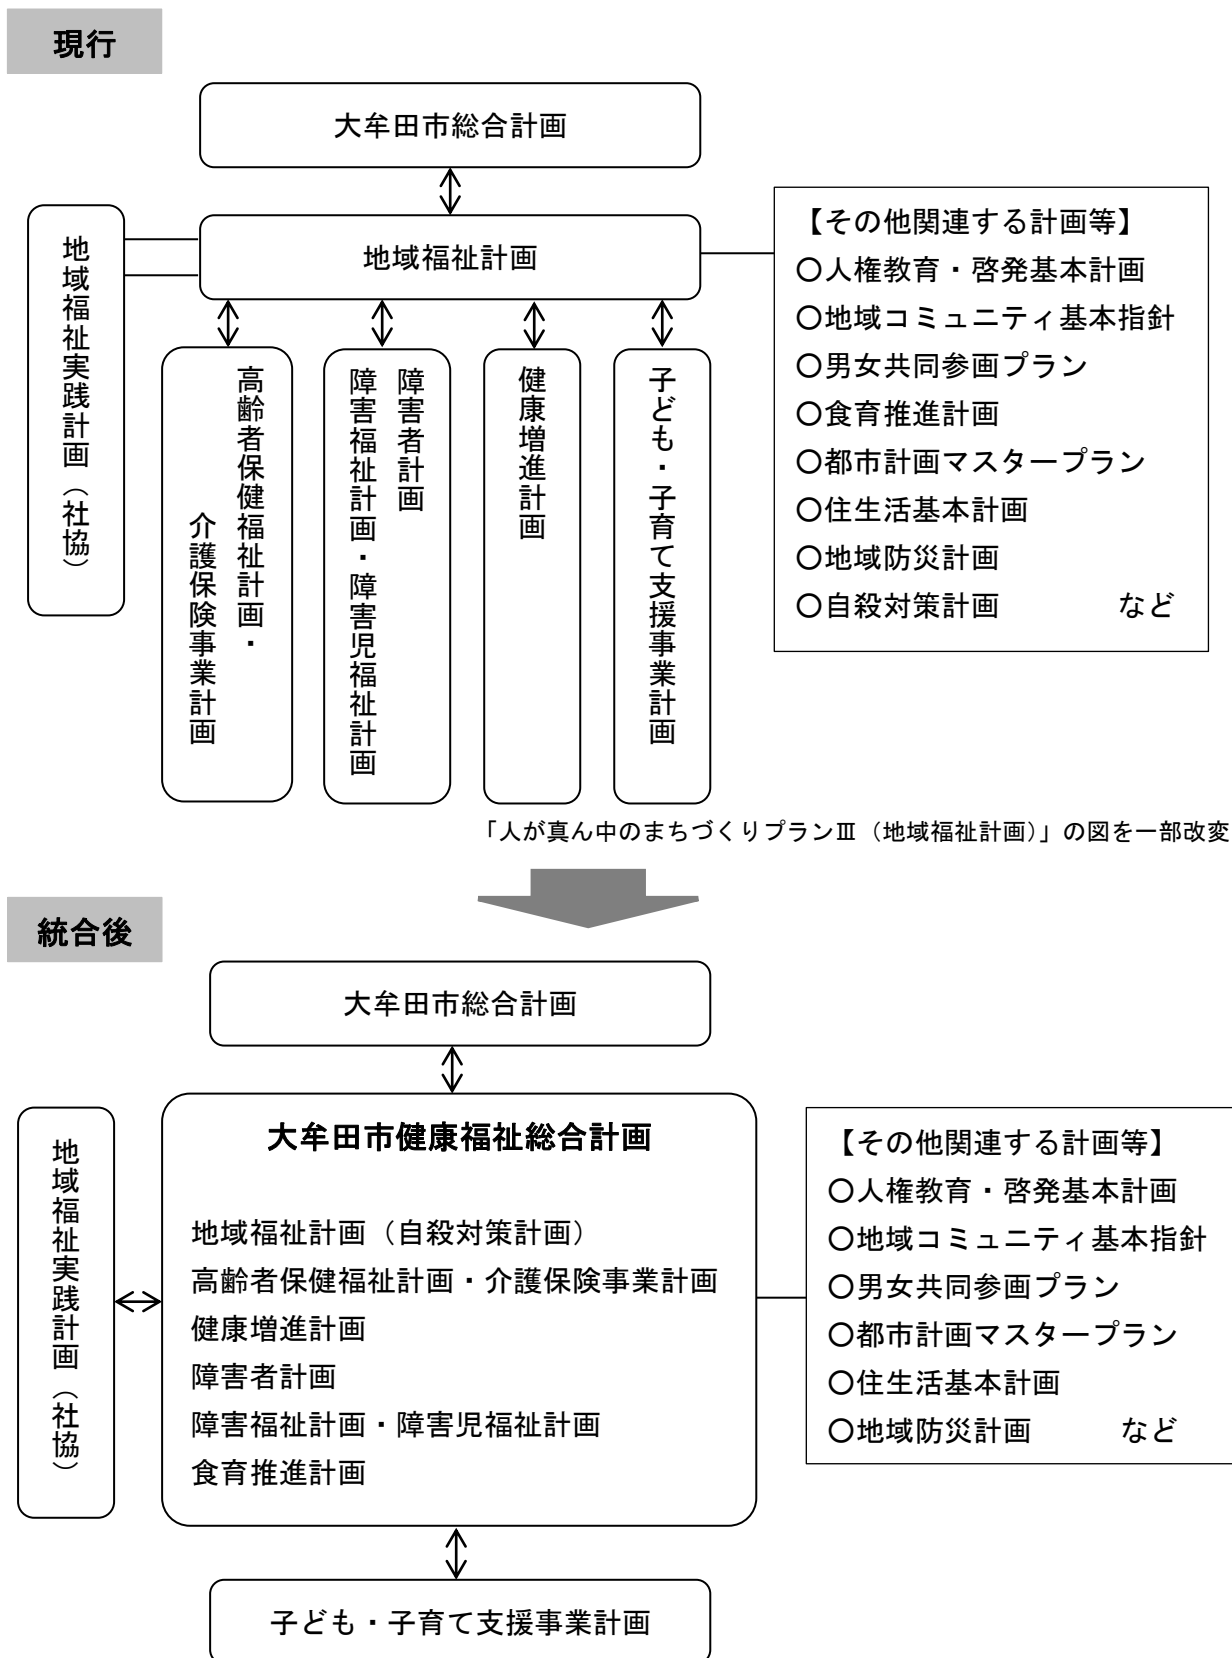 現行
大牟田市総合計画
地域福祉計画
地域福祉実践計画（社協）
高齢者保健福祉計画・
介護保険事業計画
障害者計画
障害福祉計画・障害児福祉計画
健康増進計画
子ども・子育て支援事業計画
【その他関連する計画等】
〇人権教育・啓発基本計画
〇地域コミュニティ基本指針
〇男女共同参画プラン
〇食育推進計画
〇都市計画マスタープラン
〇住生活基本計画
〇地域防災計画
〇自殺対策計画 など
「人が真ん中のまちづくりプランⅢ（地域福祉計画）」の図を一部改変
統合後
大牟田市総合計画
地域福祉実践計画（社協）
大牟田市健康福祉総合計画
地域福祉計画（自殺対策計画）
高齢者保健福祉計画・介護保険事業計画
健康増進計画
障害者計画
障害福祉計画・障害児福祉計画
食育推進計画
【その他関連する計画等】
〇人権教育・啓発基本計画
〇地域コミュニティ基本指針
〇男女共同参画プラン
〇都市計画マスタープラン
〇住生活基本計画
〇地域防災計画 など
子ども・子育て支援事業計画